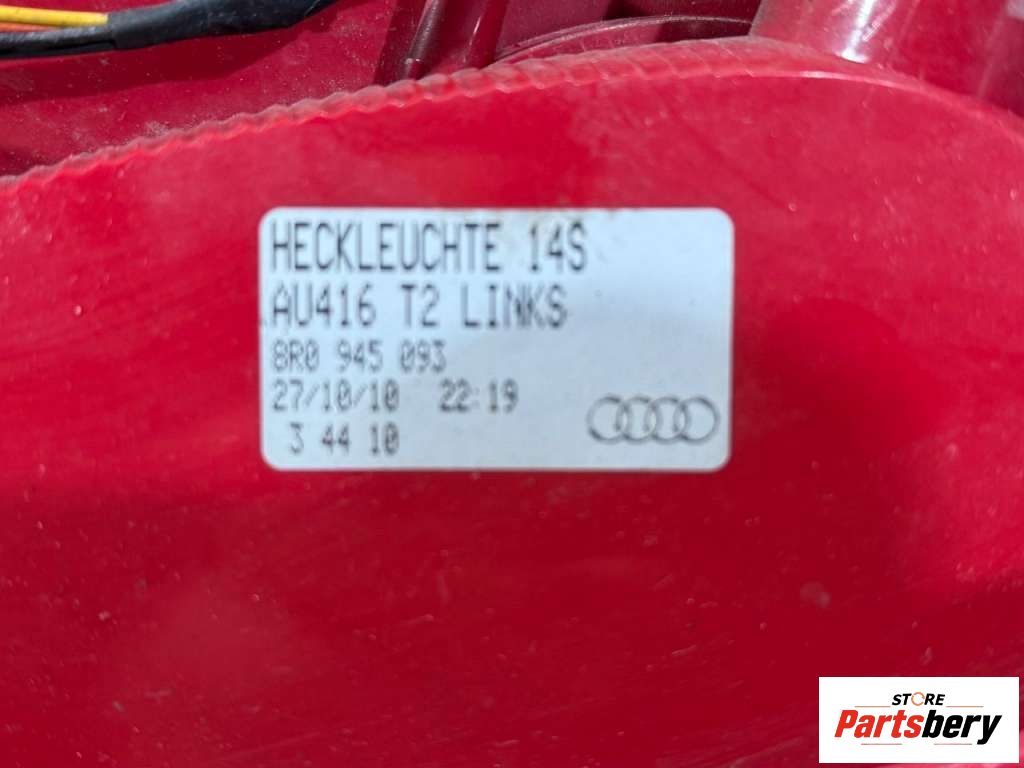 HECKLEUCHTE 14S
AU416 T2 LINKS
8R0 945 093
27/10/10 22:19
3 44 10
STORE
Partsbery